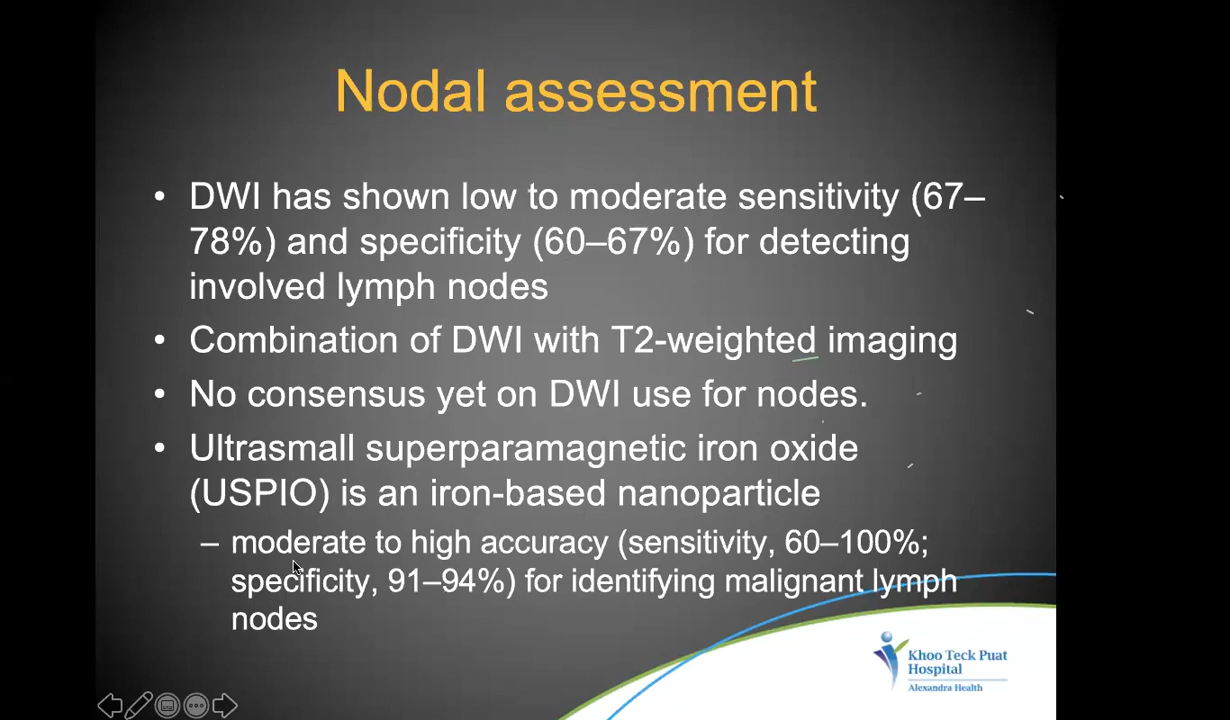 Nodal assessment
• DWI has shown low to moderate sensitivity (67–
78%) and specificity (60–67%) for detecting
involved lymph nodes
• Combination of DWI with T2-weighted imaging
• No consensus yet on DWI use for nodes.
• Ultrasmall superparamagnetic iron oxide
(USPIO) is an iron-based nanoparticle
– moderate to high accuracy (sensitivity, 60–100%;
specificity, 91–94%) for identifying malignant lymph
nodes
Khoo Teck Puat
Hospital
Alexandra Health